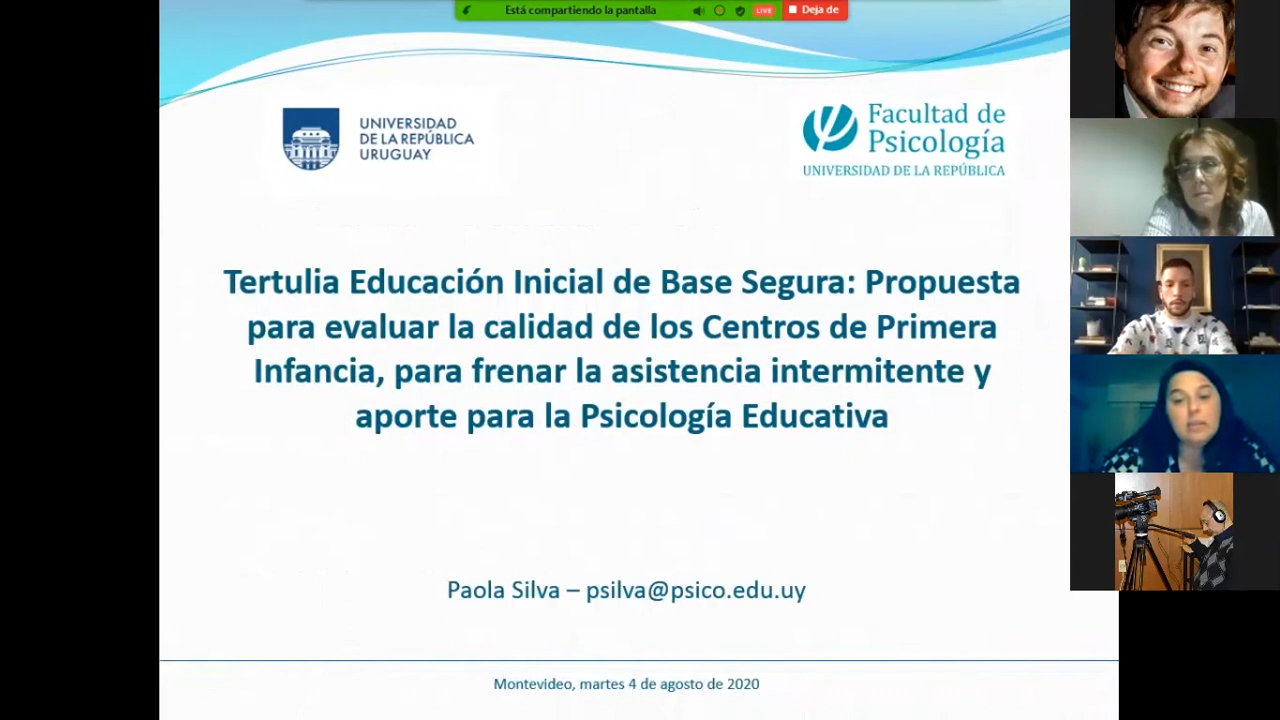 Está compartiendo la pantalla
LIVE
Deja de
UNIVERSIDAD
DE LA REPÚBLICA
URUGUAY
Facultad de
Psicología
UNIVERSIDAD DE LA REPÚBLICA
Tertulia Educación Inicial de Base Segura: Propuesta
para evaluar la calidad de los Centros de Primera
Infancia, para frenar la asistencia intermitente y
aporte para la Psicología Educativa
Paola Silva – psilva@psico.edu.uy
Montevideo, martes 4 de agosto de 2020